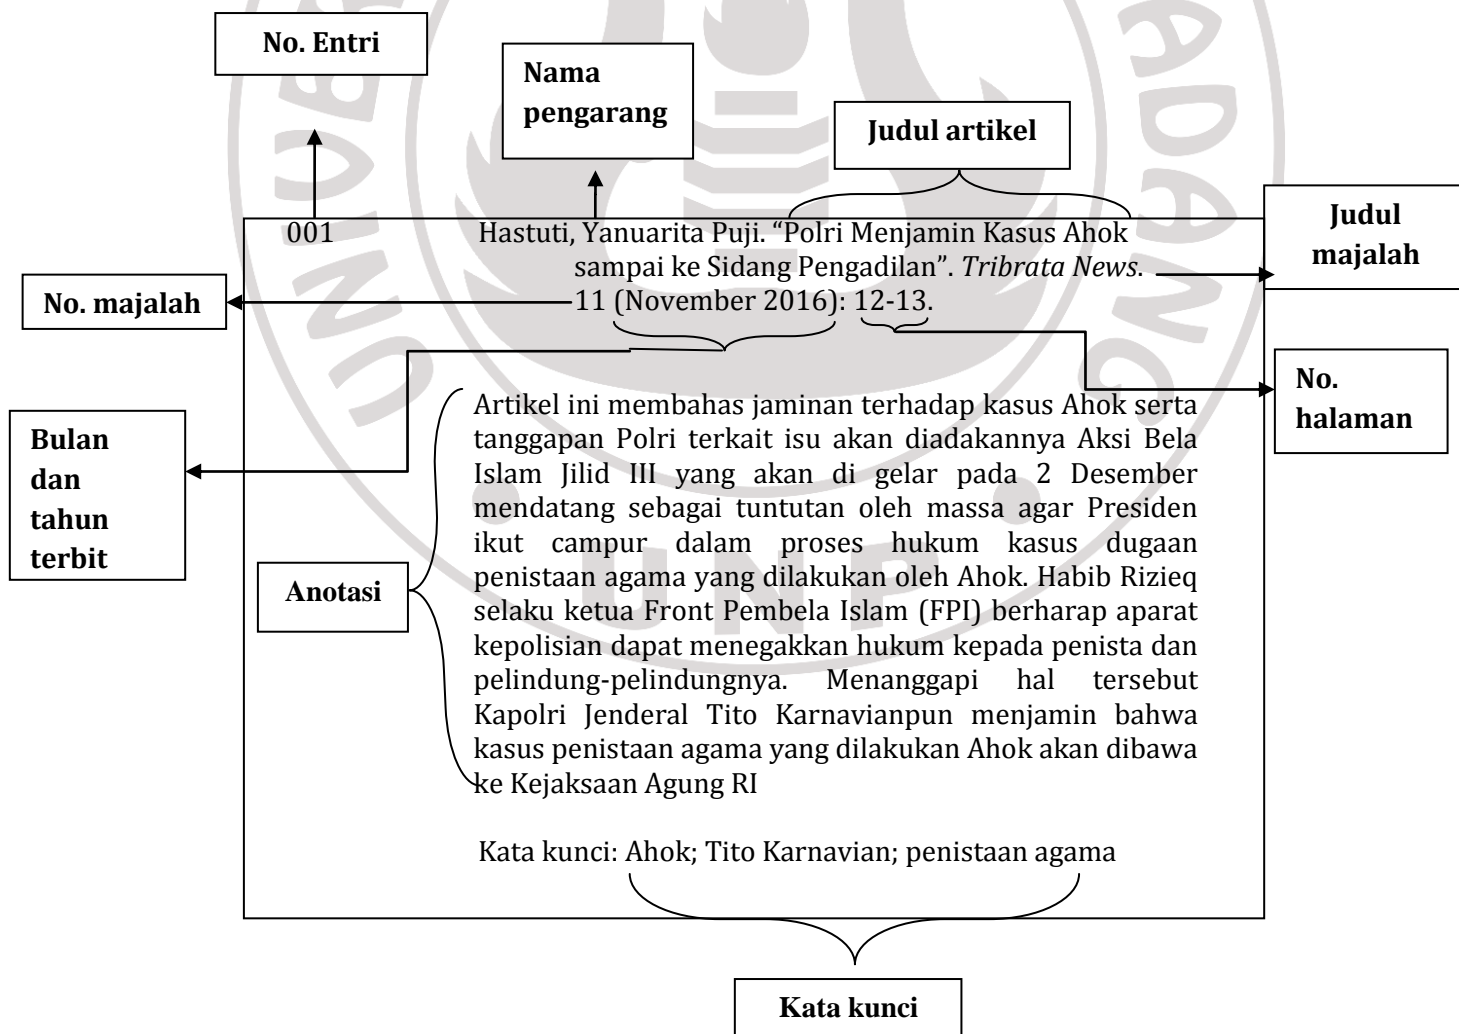 No. Entri
Nama
pengarang
Judul artikel
Judul
majalah
001
Hastuti, Yanuarita Puji. “Polri Menjamin Kasus Ahok
sampai ke Sidang Pengadilan”. Tribrata News.
11 (November 2016): 12-13.
No. majalah
No.
halaman
Bulan
dan
tahun
terbit
Anotasi
Artikel ini membahas jaminan terhadap kasus Ahok serta
tanggapan Polri terkait isu akan diadakannya Aksi Bela
Islam Jilid III yang akan di gelar pada 2 Desember
mendatang sebagai tuntutan oleh massa agar Presiden
ikut campur dalam proses hukum kasus dugaan
penistaan agama yang dilakukan oleh Ahok. Habib Rizieq
selaku ketua Front Pembela Islam (FPI) berharap aparat
kepolisian dapat menegakkan hukum kepada penista dan
pelindung-pelindungnya. Menanggapi hal tersebut
Kapolri Jenderal Tito Karnavianpun menjamin bahwa
kasus penistaan agama yang dilakukan Ahok akan dibawa
ke Kejaksaan Agung RI
Kata kunci: Ahok; Tito Karnavian; penistaan agama
Kata kunci
UNP